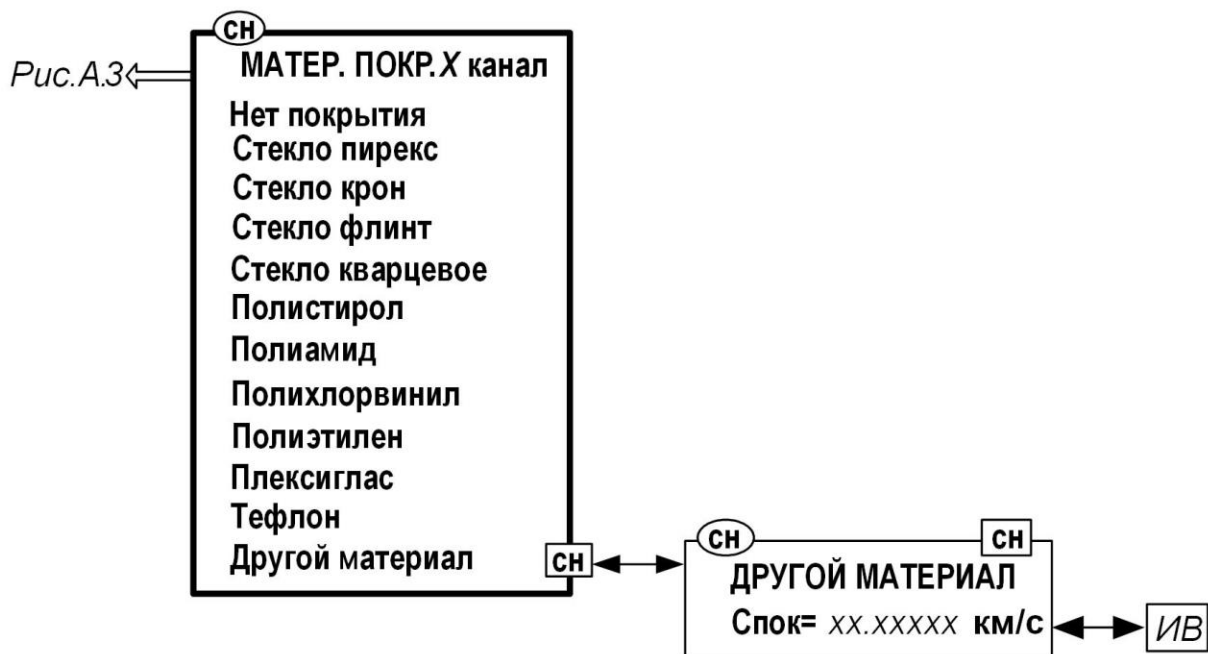 СН
Рис.А.3
МАТЕР. ПОКР.X канал
Нет покрытия
Стекло пирекс
Стекло крон
Стекло флинт
Стекло кварцевое
Полистирол
Полиамид
Полихлорвинил
Полиэтилен
Плексиглас
Тефлон
Другой материал
СН
СН
СН
ДРУГОЙ МАТЕРИАЛ
Спок= xx.xxxxx км/с
ИВ